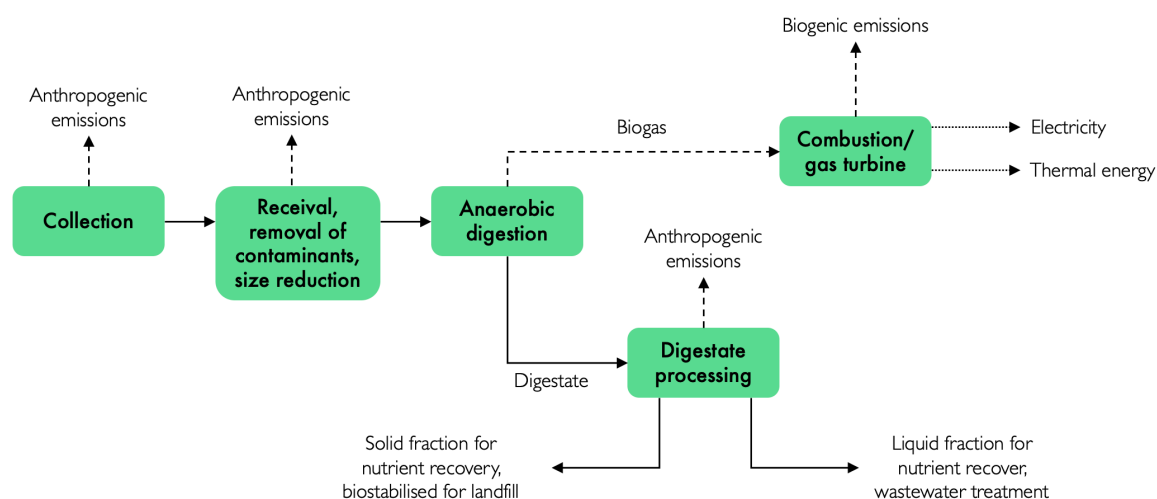 Biogenic emissions
Anthropogenic
emissions
Anthropogenic
emissions
Biogas
Combustion/
gas turbine
Electricity
Thermal energy
Collection
Receival,
removal of
contaminants,
size reduction
Anaerobic
digestion
Anthropogenic
emissions
Digestate
Digestate
processing
Solid fraction for
nutrient recovery,
biostabilised for landfill
Liquid fraction for
nutrient recover,
wastewater treatment